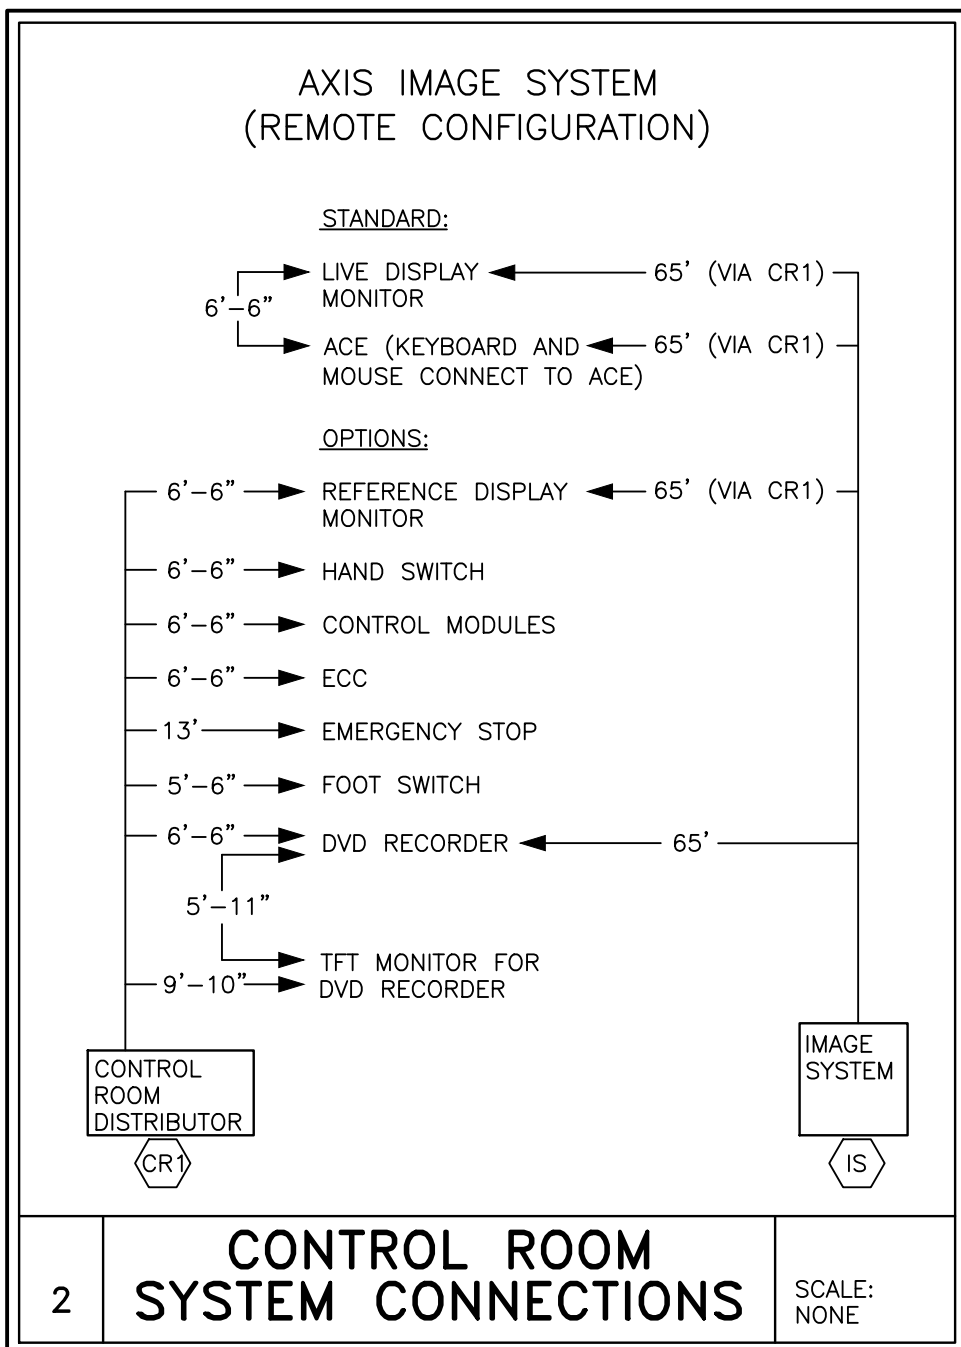 AXIS IMAGE SYSTEM
(REMOTE CONFIGURATION)
STANDARD:
LIVE DISPLAY
MONITOR
65' (VIA CR1)
6'-6"
ACE (KEYBOARD AND
MOUSE CONNECT TO ACE)
65' (VIA CR1)
OPTIONS:
6'-6"
REFERENCE DISPLAY
MONITOR
65' (VIA CR1)
6'-6"
HAND SWITCH
6'-6"
CONTROL MODULES
6'-6"
ECC
13'
EMERGENCY STOP
5'-6"
FOOT SWITCH
6'-6"
DVD RECORDER
65'
5'-11"
TFT MONITOR FOR
DVD RECORDER
9'-10"
CONTROL
ROOM
DISTRIBUTOR
CR1
IMAGE
SYSTEM
IS
2
CONTROL ROOM
SYSTEM CONNECTIONS
SCALE:
NONE